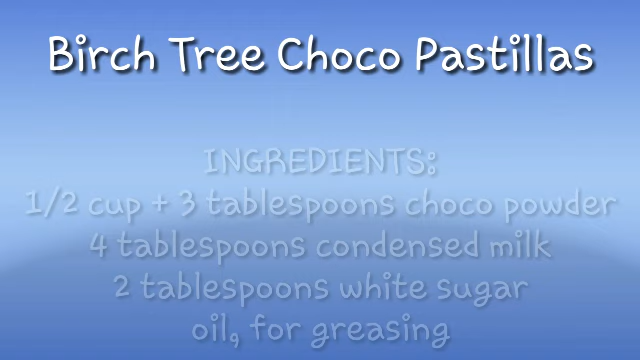 Birch Tree Choco Pastillas
INGREDIENTS:
1/2 cup + 3 tablespoons choco powder
4 tablespoons condensed milk
2 tablespoons white sugar
oil, for greasing